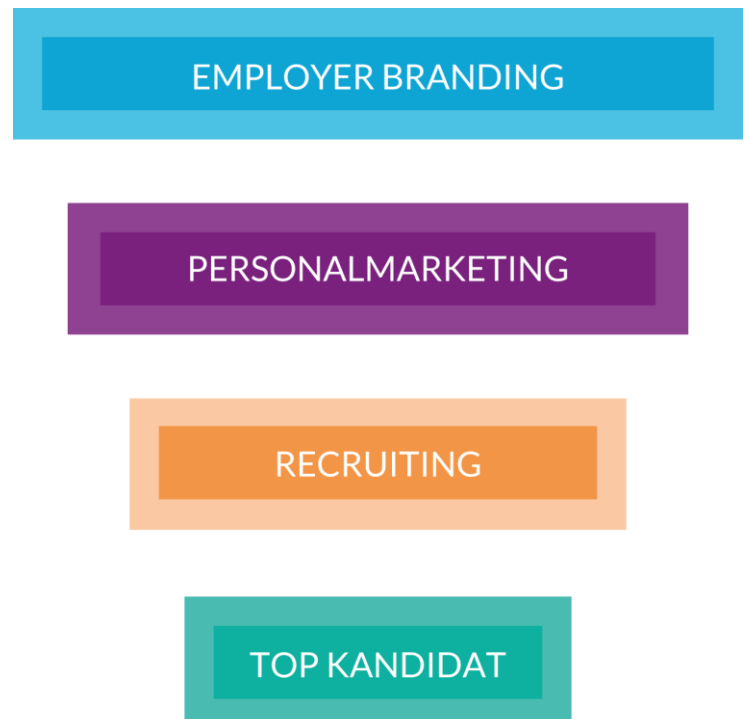 EMPLOYER BRANDING
PERSONALMARKETING
RECRUITING
TOP KANDIDAT